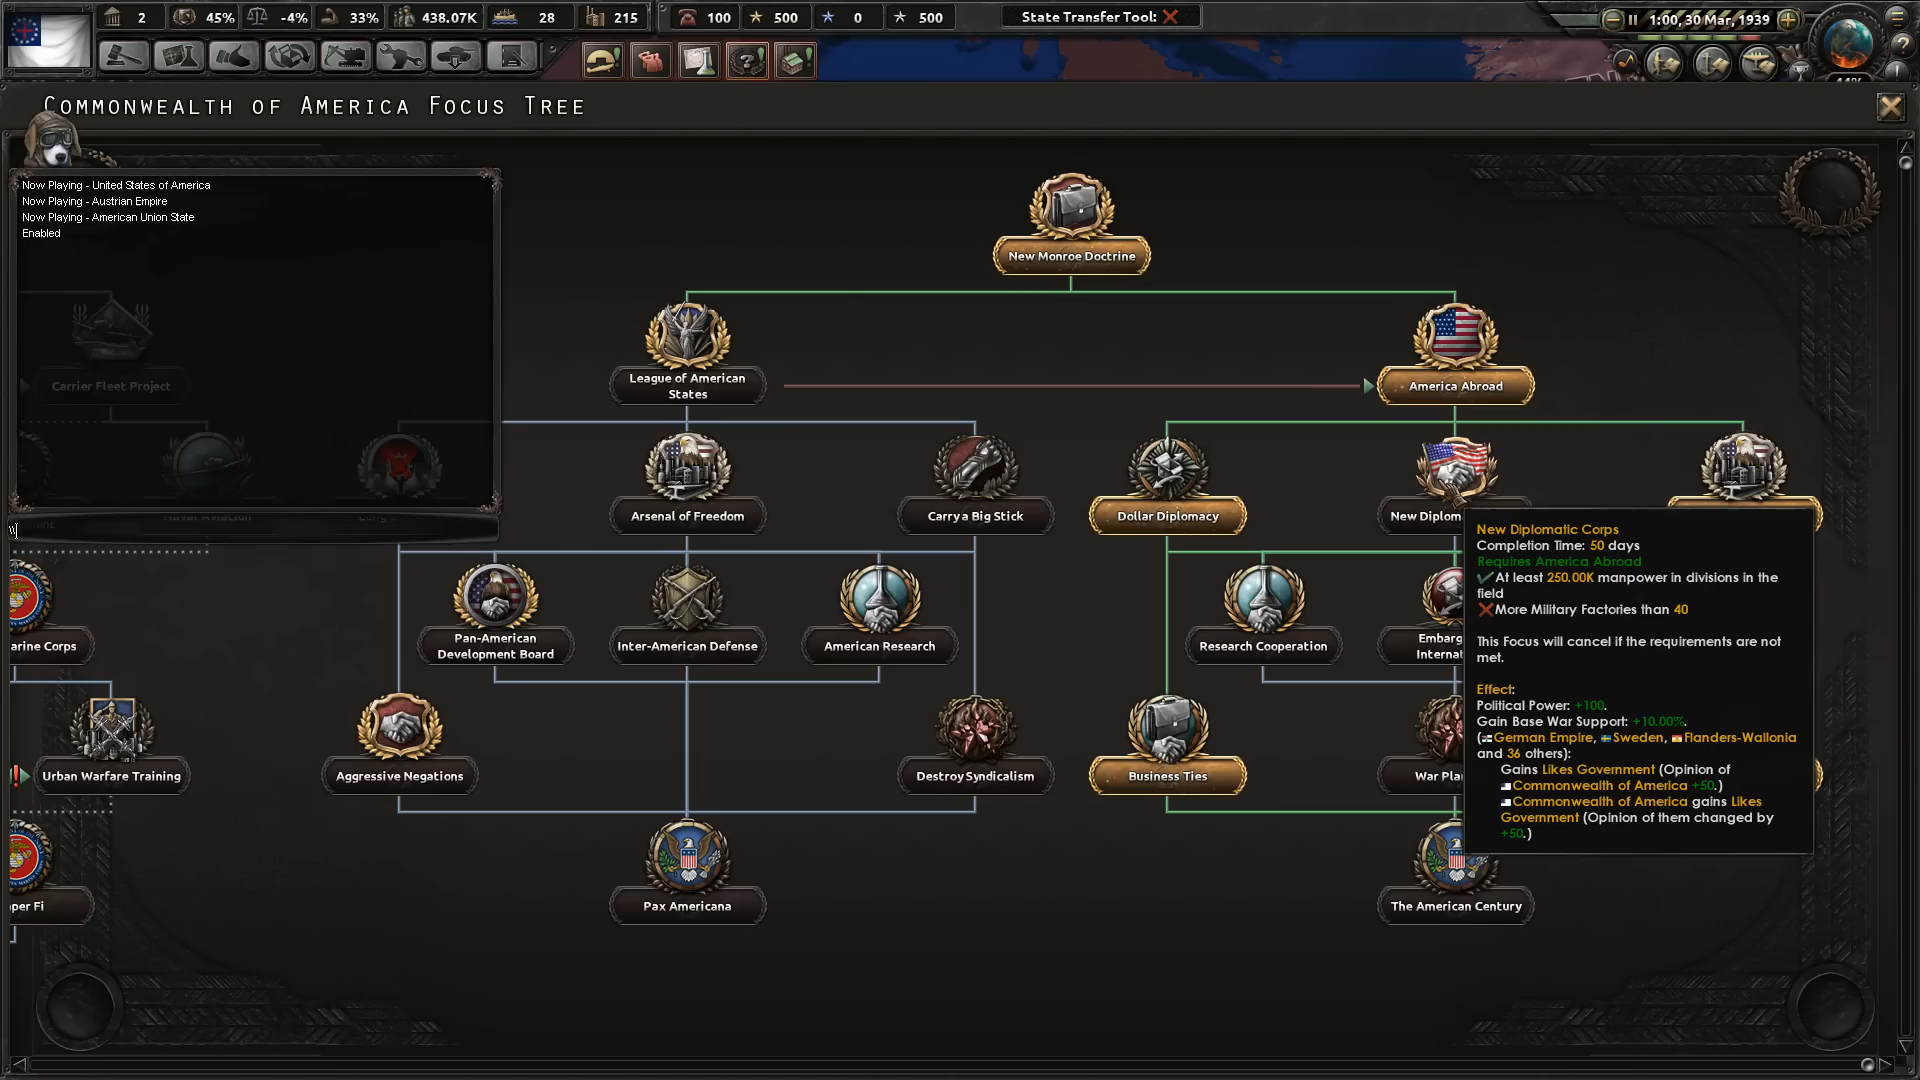 2
45%
-4%
33%
438.07K
28
215
100
500
0
500
State Transfer Tool:
1:00, 30 Mar, 1939
Commonwealth of America Focus Tree
Now Playing - United States of America
Now Playing - Austrian Empire
Now Playing - American Union State
Enabled
New Monroe Doctrine
Carrier Fleet Project
League of American
States
America Abroad
Naval Aviation
Arsenal of Freedom
Carry a Big Stick
Dollar Diplomacy
New Diplom
New Diplomatic Corps
Completion Time: 50 days
Requires America Abroad
At least 250.00K manpower in divisions in the
field
More Military Factories than 40
This Focus will cancel if the requirements are not
met.
Effect:
Political Power: +100.
Gain Base War Support: +10.00%.
(German Empire, Sweden, Flanders-Wallonia
and 36 others):
Gains Likes Government (Opinion of
Commonwealth of America +50.)
Commonwealth of America gains Likes
Government (Opinion of them changed by
+50.)
arine Corps
Pan-American
Development Board
Inter-American Defense
American Research
Research Cooperation
Embarg
Internat
Urban Warfare Training
Aggressive Negations
Destroy Syndicalism
Business Ties
War Pla
per Fi
Pax Americana
The American Century